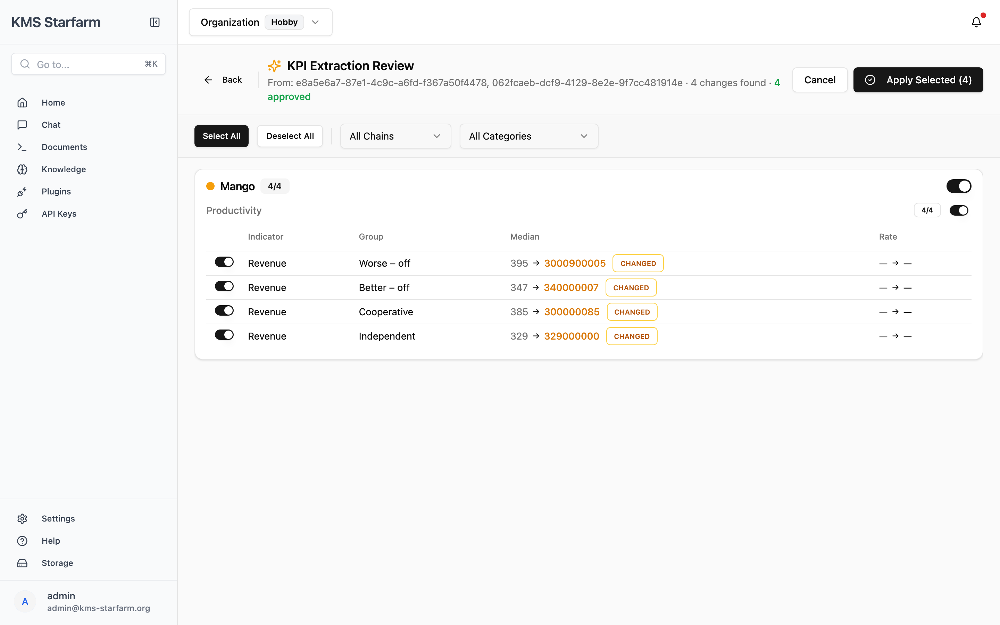 KMS Starfarm
Go to...
⌘K
Home
Chat
Documents
Knowledge
Plugins
API Keys
Settings
Help
Storage
A
admin
admin@kms-starfarm.org
Organization Hobby
Back
KPI Extraction Review
From: e8a5e6a7-87e1-4c9c-a6fd-f367a50f4478, 062fcaeb-dcf9-4129-8e2e-9f7cc481914e · 4 changes found · 4
approved
Cancel
Apply Selected (4)
Select All
Deselect All
All Chains
All Categories
Mango 4/4
Productivity 4/4
Indicator Group Median Rate
Revenue Worse – off 395 → 3000900005 CHANGED — → —
Revenue Better – off 347 → 340000007 CHANGED — → —
Revenue Cooperative 385 → 300000085 CHANGED — → —
Revenue Independent 329 → 329000000 CHANGED — → —